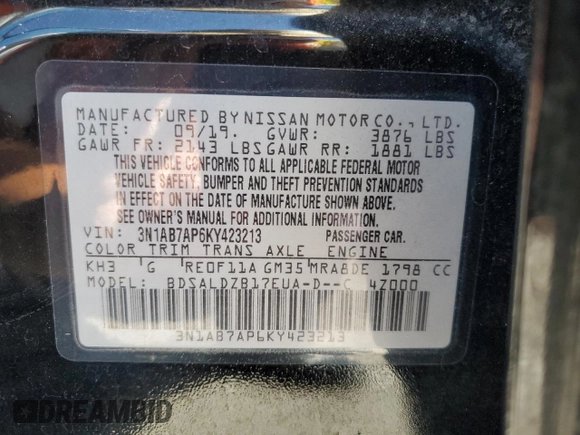 MANUFACTURED BY NISSAN MOTOR CO., LTD.
DATE: 09/19. GVWR: 3876 LBS
GAWR FR: 2143 LBS GAWR RR: 1881 LBS
THIS VEHICLE CONFORMS TO ALL APPLICABLE FEDERAL MOTOR
VEHICLE SAFETY, BUMPER AND THEFT PREVENTION STANDARDS
IN EFFECT ON THE DATE OF MANUFACTURE SHOWN ABOVE.
SEE OWNER'S MANUAL FOR ADDITIONAL INFORMATION.
VIN: 3N1AB7AP6KY423213 PASSENGER CAR.
COLOR TRIM TRANS AXLE ENGINE
KH3 G RE0F11A GM35 MRA8DE 1798 CC
MODEL: BDSALDZB17EUA-D--C 4Z000
3N1AB7AP6KY423213
DREAMBID